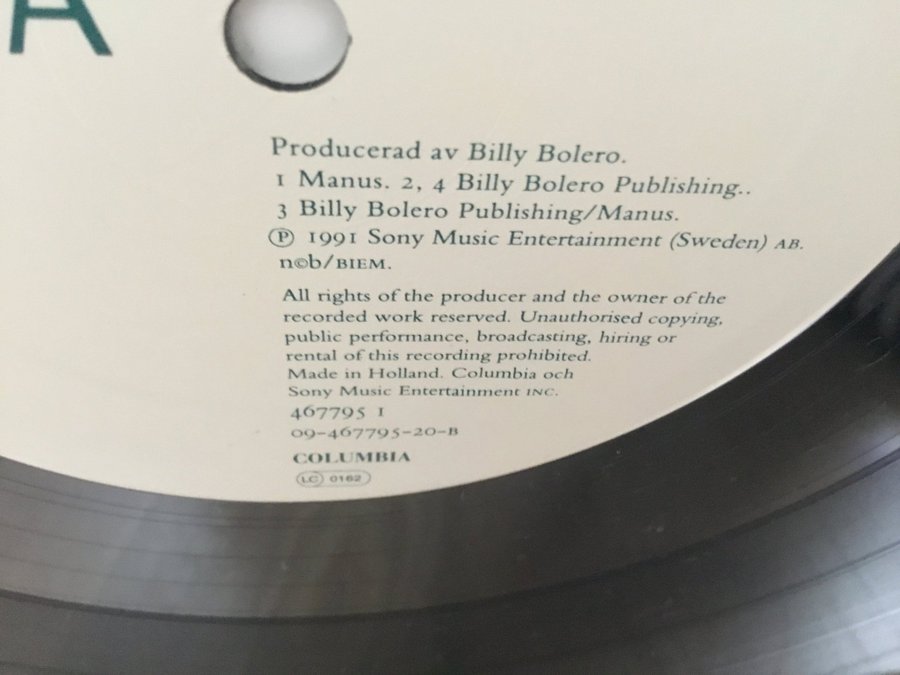 A
Producerad av Billy Bolero.
1 Manus. 2, 4 Billy Bolero Publishing..
3 Billy Bolero Publishing/Manus.
Ⓟ 1991 Sony Music Entertainment (Sweden) AB.
n©b/BIEM.
All rights of the producer and the owner of the
recorded work reserved. Unauthorised copying,
public performance, broadcasting, hiring or
rental of this recording prohibited.
Made in Holland. Columbia och
Sony Music Entertainment INC.
467795 1
09-467795-20-B
COLUMBIA
LC 0162